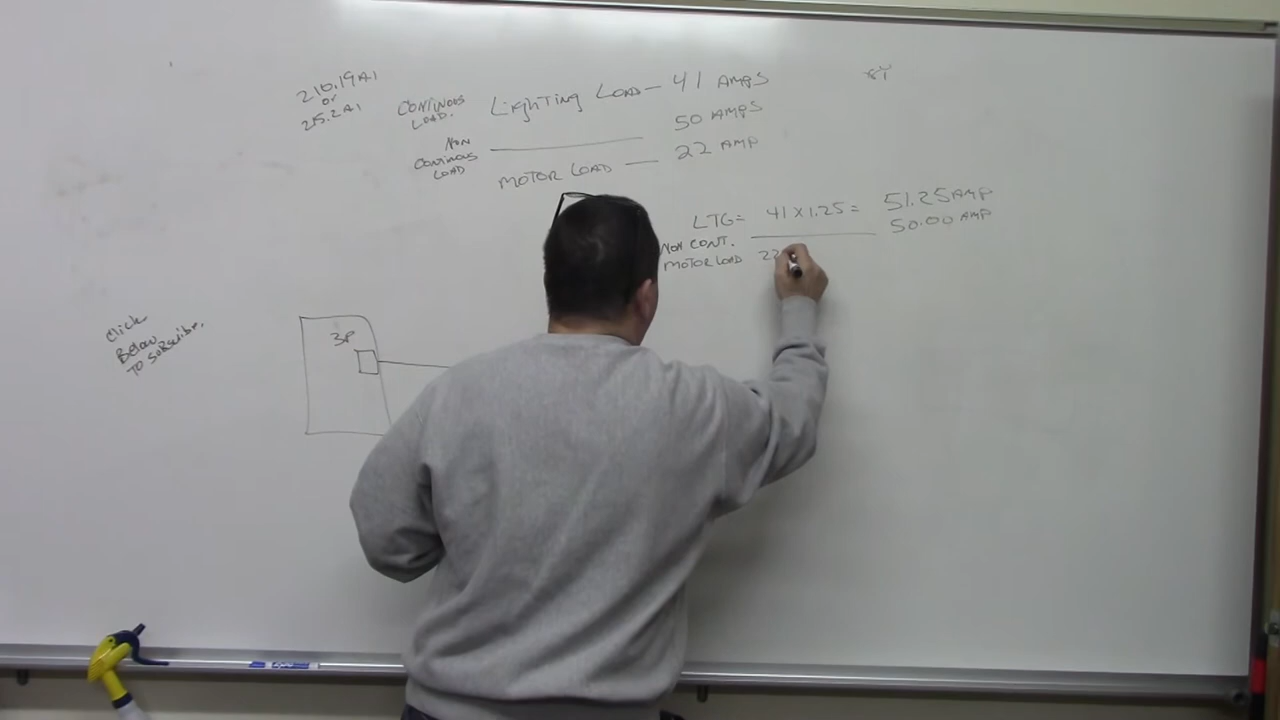 210.19A1
or
215.2A1
CONTINOUS
LOAD.
LighTING LOAD — 41 AMPS
NON
CONTINOUS
LOAD
50 AMPS
MOTOR LOAD — 22 AMP
LTG = 41 X 1.25 = 51.25 AMP
NON CONT. 50.00 AMP
MOTOR LOAD 22
Click
Below
TO SUBSCRIBE.
3P